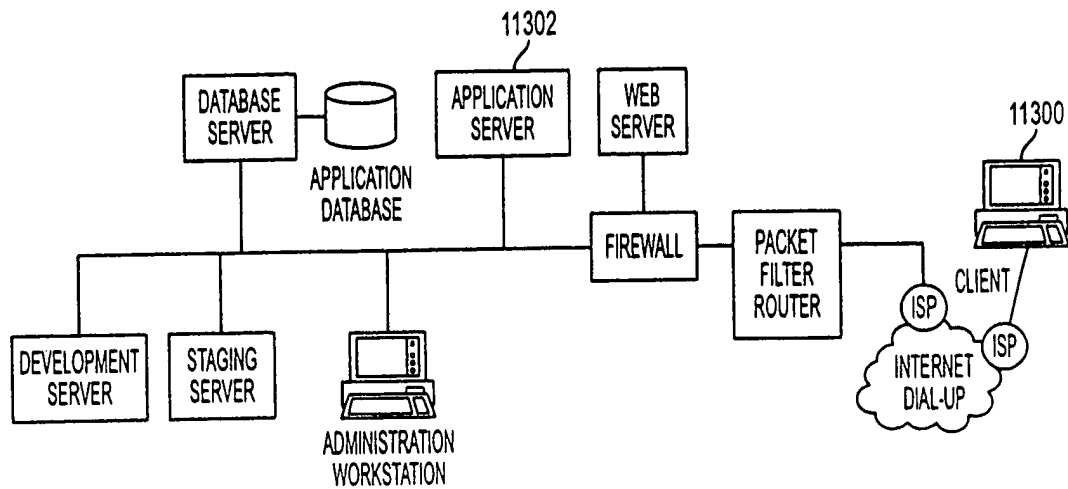 11302
DATABASE
SERVER
APPLICATION
DATABASE
APPLICATION
SERVER
WEB
SERVER
11300
FIREWALL
PACKET
FILTER
ROUTER
CLIENT
ISP
ISP
INTERNET
DIAL-UP
DEVELOPMENT
SERVER
STAGING
SERVER
ADMINISTRATION
WORKSTATION